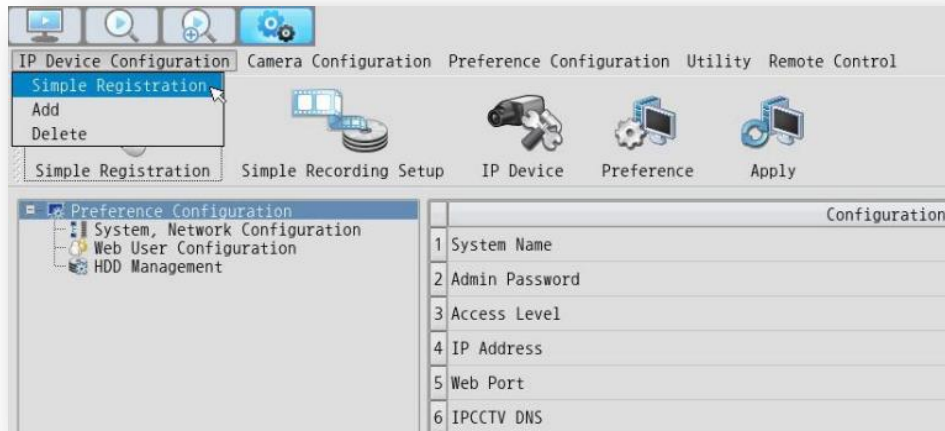 IP Device Configuration Camera Configuration Preference Configuration Utility Remote Control
Simple Registration
Add
Delete
Simple Registration Simple Recording Setup IP Device Preference Apply
Preference Configuration
System, Network Configuration
Web User Configuration
HDD Management
Configuration
1 System Name
2 Admin Password
3 Access Level
4 IP Address
5 Web Port
6 IPCCTV DNS